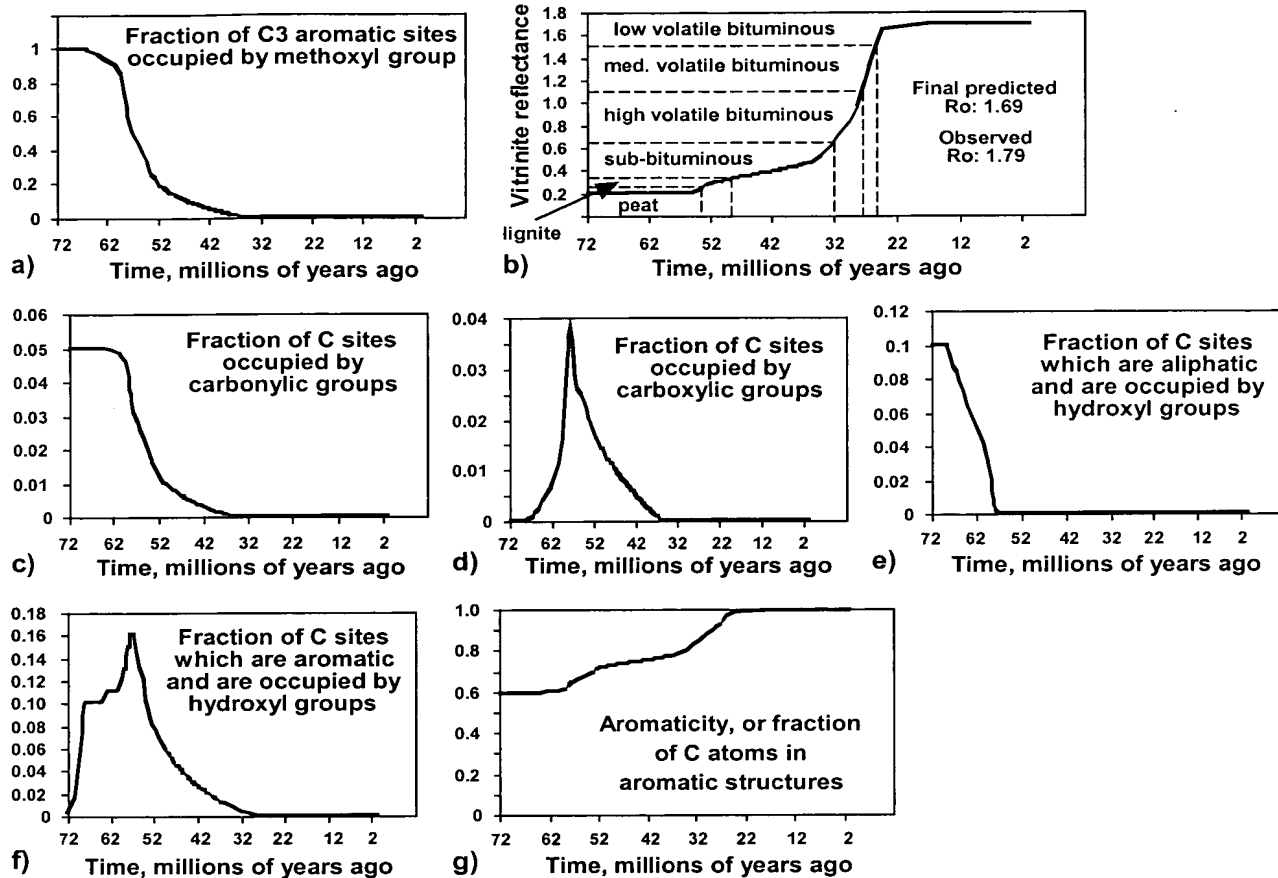 Fraction of C3 aromatic sites
occupied by methoxyl group
1
0.8
0.6
0.4
0.2
0
72 62 52 42 32 22 12 2
a) Time, millions of years ago
Vitrinite reflectance
1.8
1.6
1.4
1.2
1.0
0.8
0.6
0.4
0.2
low volatile bituminous
med. volatile bituminous
high volatile bituminous
sub-bituminous
peat
lignite
Final predicted
Ro: 1.69
Observed
Ro: 1.79
72 62 52 42 32 22 12 2
b) Time, millions of years ago
0.06
0.05
0.04
0.03
0.02
0.01
0
Fraction of C sites
occupied by
carbonylic groups
72 62 52 42 32 22 12 2
c) Time, millions of years ago
0.04
0.03
0.02
0.01
0
Fraction of C sites
occupied by
carboxylic groups
72 62 52 42 32 22 12 2
d) Time, millions of years ago
0.12
0.1
0.08
0.06
0.04
0.02
0
Fraction of C sites
which are aliphatic
and are occupied by
hydroxyl groups
72 62 52 42 32 22 12 2
e) Time, millions of years ago
0.18
0.16
0.14
0.12
0.10
0.08
0.06
0.04
0.02
0
Fraction of C sites
which are aromatic
and are occupied by
hydroxyl groups
72 62 52 42 32 22 12 2
f) Time, millions of years ago
1.0
0.8
0.6
0.4
0.2
0
Aromaticity, or fraction
of C atoms in
aromatic structures
72 62 52 42 32 22 12 2
g) Time, millions of years ago